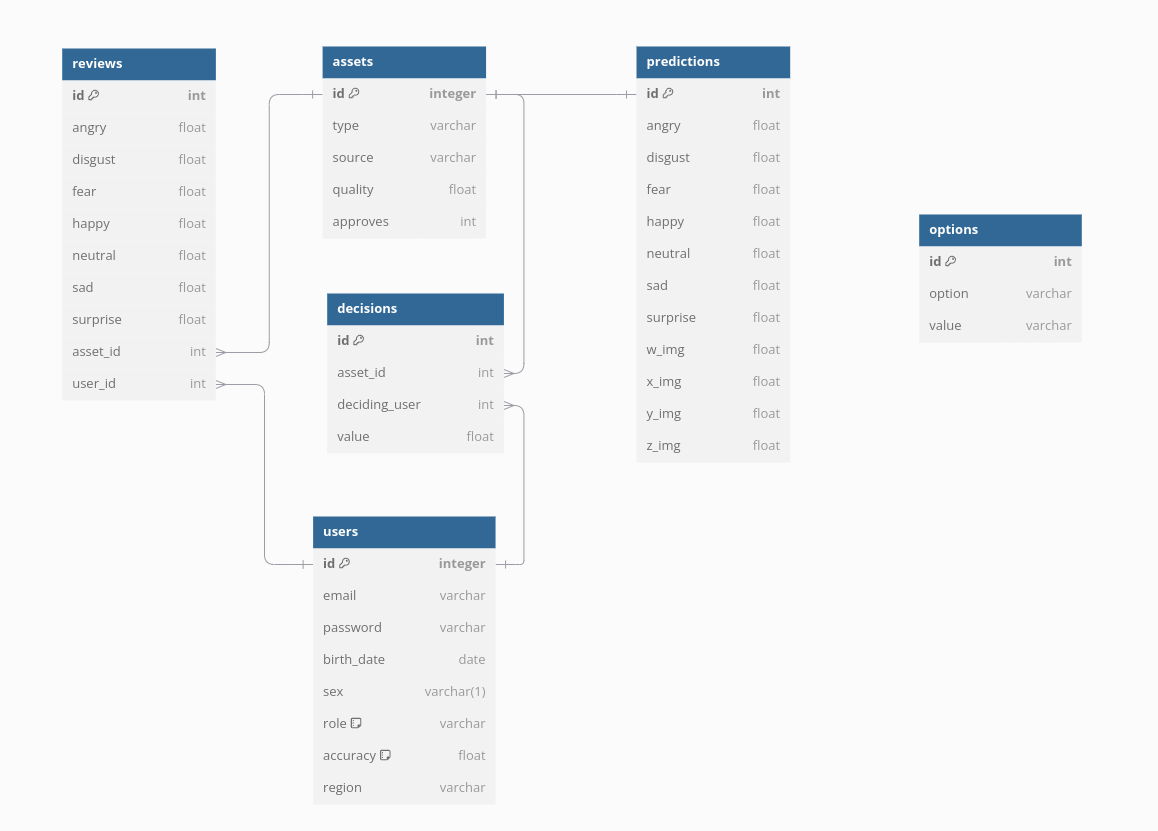 reviews
id int
angry float
disgust float
fear float
happy float
neutral float
sad float
surprise float
asset_id int
user_id int
assets
id integer
type varchar
source varchar
quality float
approves int
decisions
id int
asset_id int
deciding_user int
value float
users
id integer
email varchar
password varchar
birth_date date
sex varchar(1)
role varchar
accuracy float
region varchar
predictions
id int
angry float
disgust float
fear float
happy float
neutral float
sad float
surprise float
w_img float
x_img float
y_img float
z_img float
options
id int
option varchar
value varchar